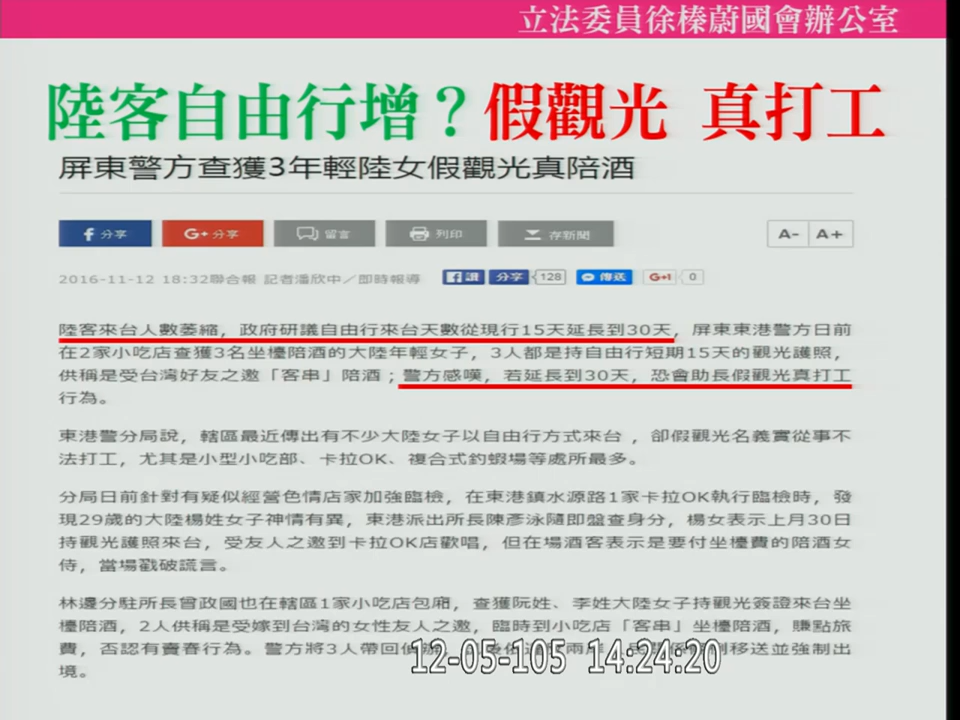 立法委員徐榛蔚國會辦公室
陸客自由行增？假觀光 真打工
屏東警方查獲3年輕陸女假觀光真陪酒
分享 G+ 分享 留言 列印 存新聞 A- A+
2016-11-12 18:32聯合報 記者潘欣中／即時報導 讚 分享 128 傳送 G+1 0
陸客來台人數萎縮，政府研議自由行來台天數從現行15天延長到30天，屏東東港警方日前
在2家小吃店查獲3名坐檯陪酒的大陸年輕女子，3人都是持自由行短期15天的觀光護照，
供稱是受台灣好友之邀「客串」陪酒；警方感嘆，若延長到30天，恐會助長假觀光真打工
行為。
東港警分局說，轄區最近傳出有不少大陸女子以自由行方式來台，卻假觀光名義實從事不
法打工，尤其是小型小吃部、卡拉OK、複合式釣蝦場等處所最多。
分局日前針對有疑似經營色情店家加強臨檢，在東港鎮水源路1家卡拉OK執行臨檢時，發
現29歲的大陸楊姓女子神情有異，東港派出所長陳彥泳隨即盤查身分，楊女表示上月30日
持觀光護照來台，受友人之邀到卡拉OK店歡唱，但在場酒客表示是要付坐檯費的陪酒女
侍，當場戳破謊言。
林邊分駐所長曾政國也在轄區1家小吃店包廂，查獲阮姓、李姓大陸女子持觀光簽證來台坐
檯陪酒，2人供稱是受嫁到台灣的女性友人之邀，臨時到小吃店「客串」坐檯陪酒，賺點旅
費，否認有賣春行為。警方將3人帶回偵 移送並強制出
境。
12-05-105 14:24:20